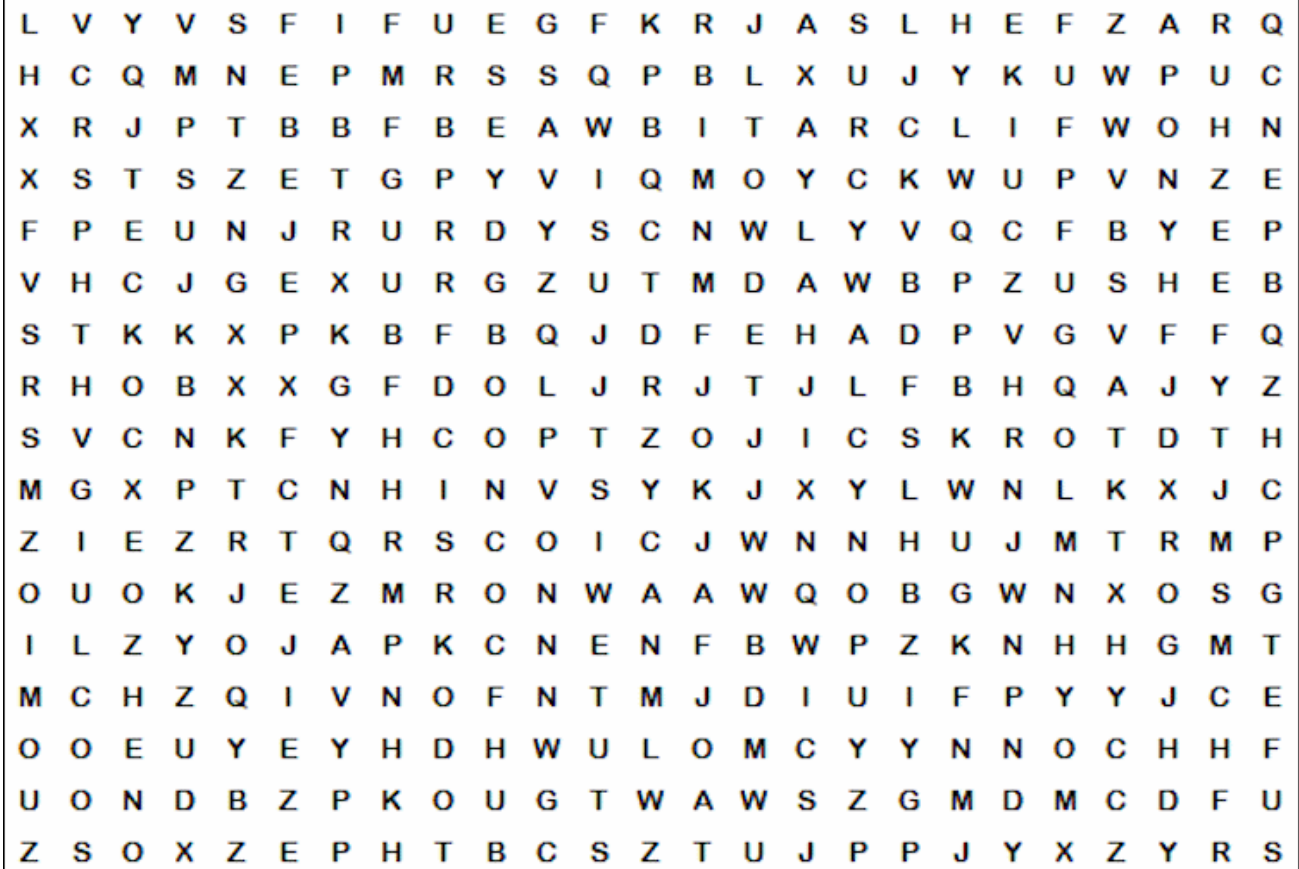 L V Y V S F I F U E G F K R J A S L H E F Z A R Q
H C Q M N E P M R S S Q P B L X U J Y K U W P U C
X R J P T B B F B E A W B I T A R C L I F W O H N
X S T S Z E T G P Y V I Q M O Y C K W U P V N Z E
F P E U N J R U R D Y S C N W L Y V Q C F B Y E P
V H C J G E X U R G Z U T M D A W B P Z U S H E B
S T K K X P K B F B Q J D F E H A D P V G V F F Q
R H O B X X G F D O L J R J T J L F B H Q A J Y Z
S V C N K F Y H C O P T Z O J I C S K R O T D T H
M G X P T C N H I N V S Y K J X Y L W N L K X J C
Z I E Z R T Q R S C O I C J W N N H U J M T R M P
O U O K J E Z M R O N W A A W Q O B G W N X O S G
I L Z Y O J A P K C N E N F B W P Z K N H H G M T
M C H Z Q I V N O F N T M J D I U I F P Y Y J C E
O O E U Y E Y H D H W U L O M C Y Y N N O C H H F
U O N D B Z P K O U G T W A W S Z G M D M C D F U
Z S O X Z E P H T B C S Z T U J P P J Y X Z Y R S